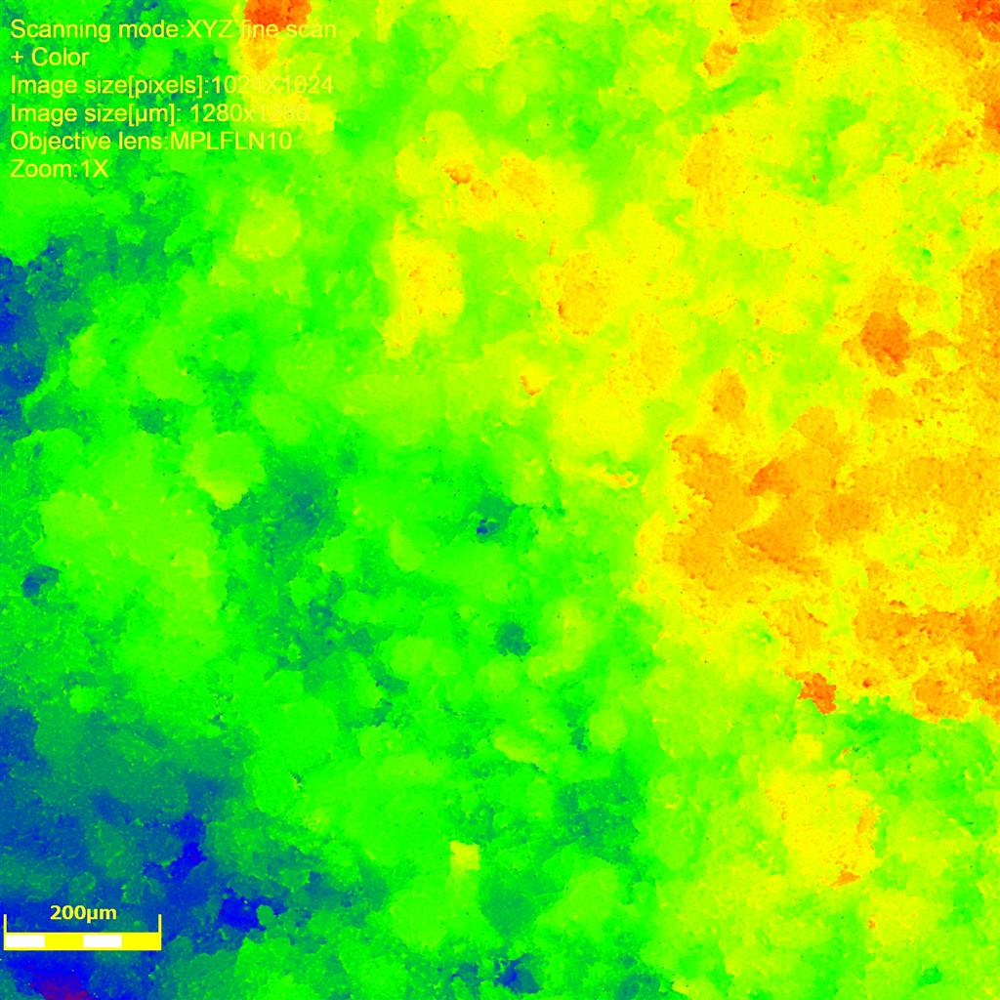 Scanning mode:XYZ fine scan
+ Color
Image size[pixels]:1024X1024
Image size[µm]: 1280x1280
Objective lens:MPLFLN10
Zoom:1X
200µm